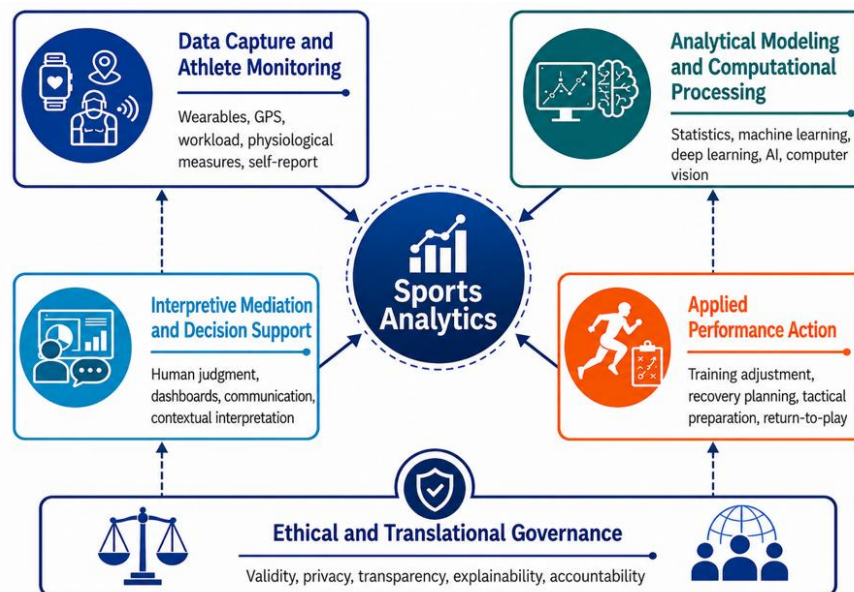 Data Capture and
Athlete Monitoring
Wearables, GPS,
workload, physiological
measures, self-report
Analytical Modeling
and Computational
Processing
Statistics, machine learning,
deep learning, AI, computer
vision
Sports
Analytics
Interpretive Mediation
and Decision Support
Human judgment,
dashboards, communication,
contextual interpretation
Applied
Performance Action
Training adjustment,
recovery planning, tactical
preparation, return-to-play
Ethical and Translational Governance
Validity, privacy, transparency, explainability, accountability